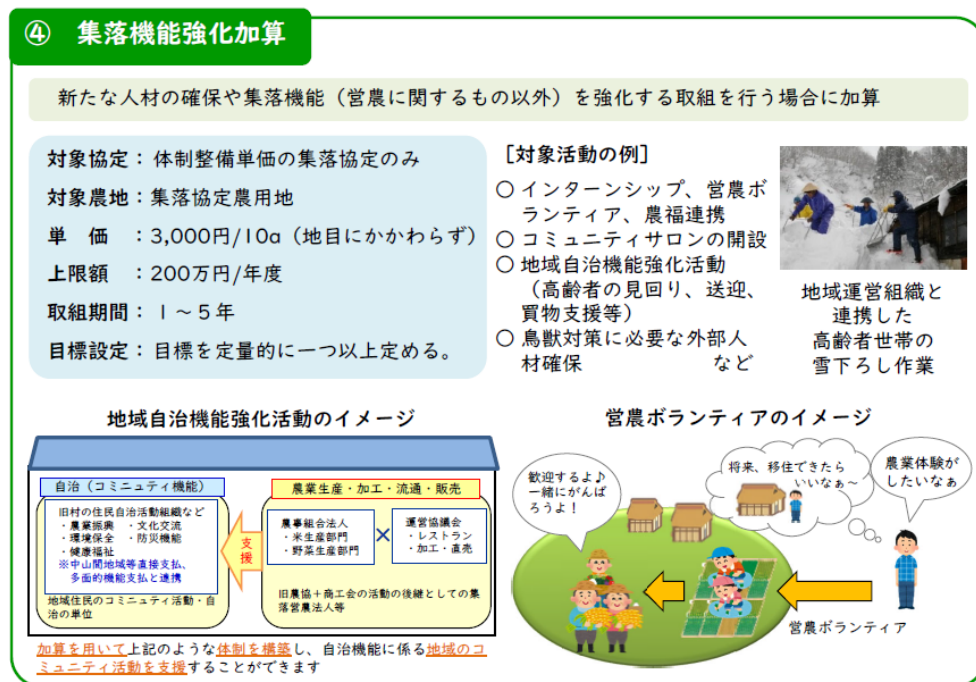 ④ 集落機能強化加算
新たな人材の確保や集落機能（営農に関するもの以外）を強化する取組を行う場合に加算
対象協定：体制整備単価の集落協定のみ
対象農地：集落協定農用地
単　価　：3,000円/10a（地目にかかわらず）
上限額　：200万円/年度
取組期間：１～５年
目標設定：目標を定量的に一つ以上定める。
［対象活動の例］
○ インターンシップ、営農ボ
ランティア、農福連携
○ コミュニティサロンの開設
○ 地域自治機能強化活動
（高齢者の見回り、送迎、
買物支援等）
○ 鳥獣対策に必要な外部人
材確保　　　　　　　など
地域運営組織と
連携した
高齢者世帯の
雪下ろし作業
地域自治機能強化活動のイメージ
自治（コミュニティ機能）
旧村の住民自治活動組織など
・農業振興　・文化交流
・環境保全　・防災機能
・健康福祉
※中山間地域等直接支払、
多面的機能支払と連携
地域住民のコミュニティ活動・自治
の単位
支援
農業生産・加工・流通・販売
農事組合法人
・米生産部門
・野菜生産部門
×
運営協議会
・レストラン
・加工・直売
旧農協＋商工会の活動の後継としての集
落営農法人等
加算を用いて上記のような体制を構築し、自治機能に係る地域のコ
ミュニティ活動を支援することができます
営農ボランティアのイメージ
歓迎するよ♪
一緒にがんば
ろうよ！
将来、移住できたら
いいなぁ～
農業体験が
したいなぁ
営農ボランティア